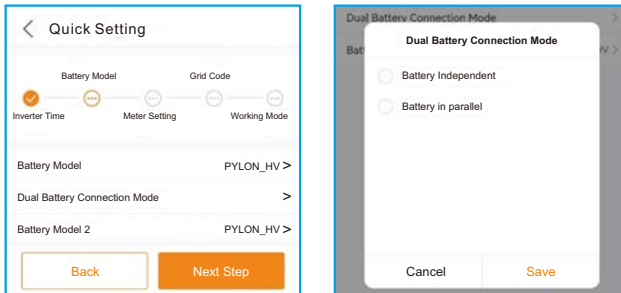 Quick Setting
Battery Model
Grid Code
Inverter Time
Meter Setting
Working Mode
Battery Model
PYLON_HV >
Dual Battery Connection Mode
>
Battery Model 2
PYLON_HV >
Back
Next Step
Dual Battery Connection Mode
>
Bat
HV >
Dual Battery Connection Mode
Battery Independent
Battery in parallel
Cancel
Save